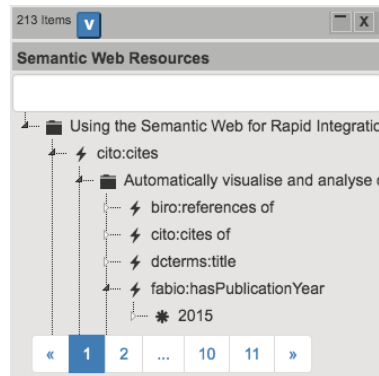 213 Items V X
Semantic Web Resources
Using the Semantic Web for Rapid Integratio
cito:cites
Automatically visualise and analyse
biro:references of
cito:cites of
dcterms:title
fabio:hasPublicationYear
2015
« 1 2 ... 10 11 »